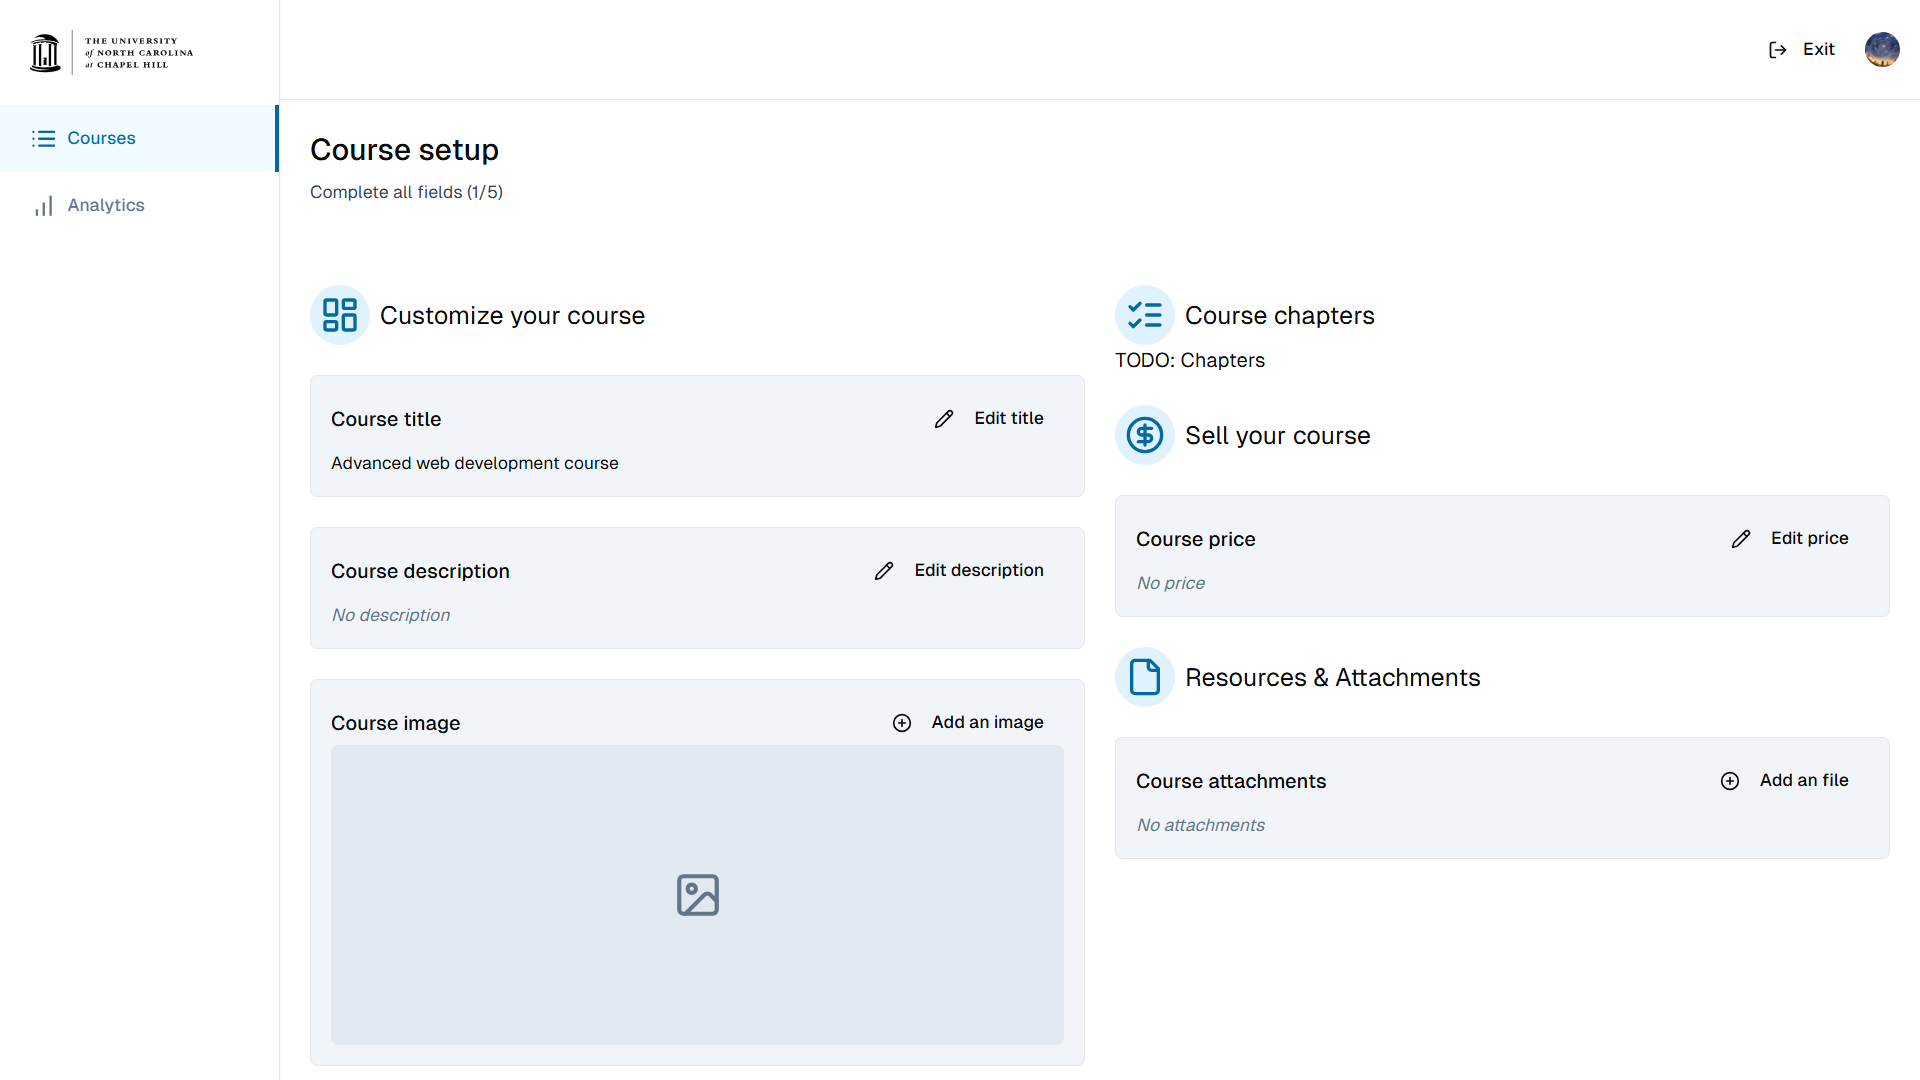 THE UNIVERSITY
of NORTH CAROLINA
at CHAPEL HILL
Exit
Courses
Analytics
Course setup
Complete all fields (1/5)
Customize your course
Course title
Edit title
Advanced web development course
Course description
Edit description
No description
Course image
Add an image
Course chapters
TODO: Chapters
Sell your course
Course price
Edit price
No price
Resources & Attachments
Course attachments
Add an file
No attachments